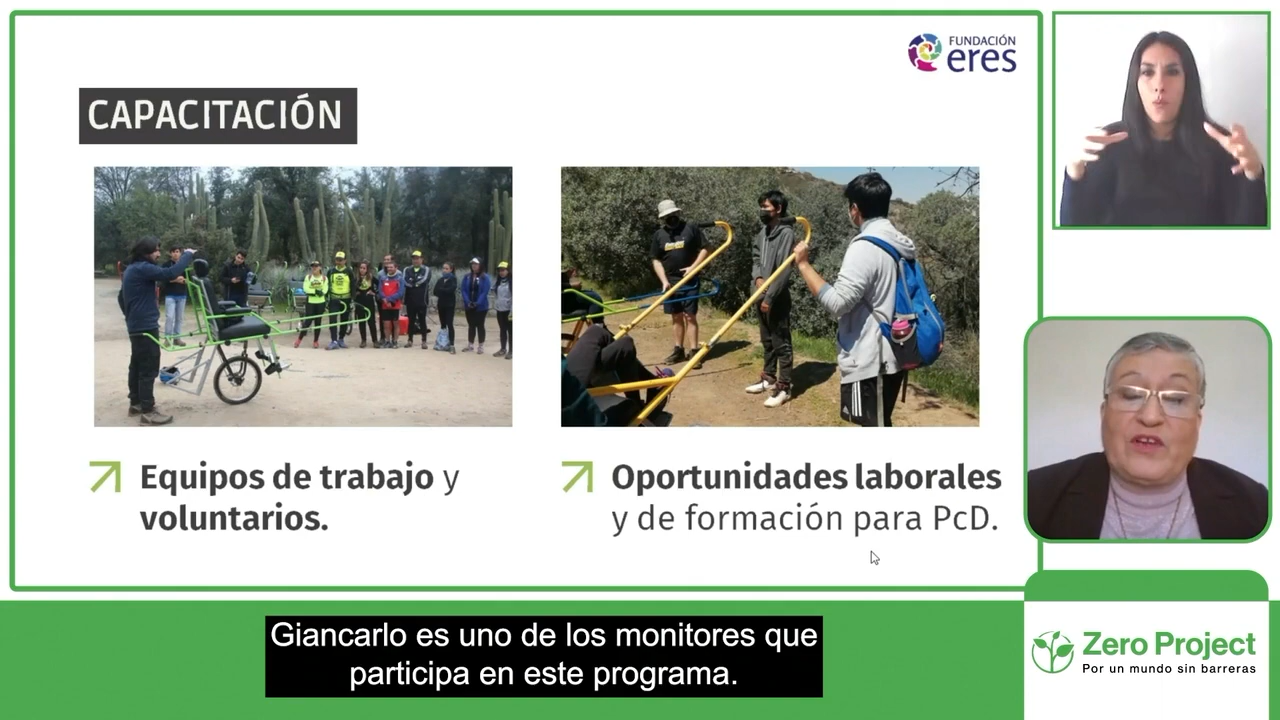 FUNDACIÓN
eres
CAPACITACIÓN
Equipos de trabajo y
voluntarios.
Oportunidades laborales
y de formación para PcD.
Giancarlo es uno de los monitores que
participa en este programa.
Zero Project
Por un mundo sin barreras